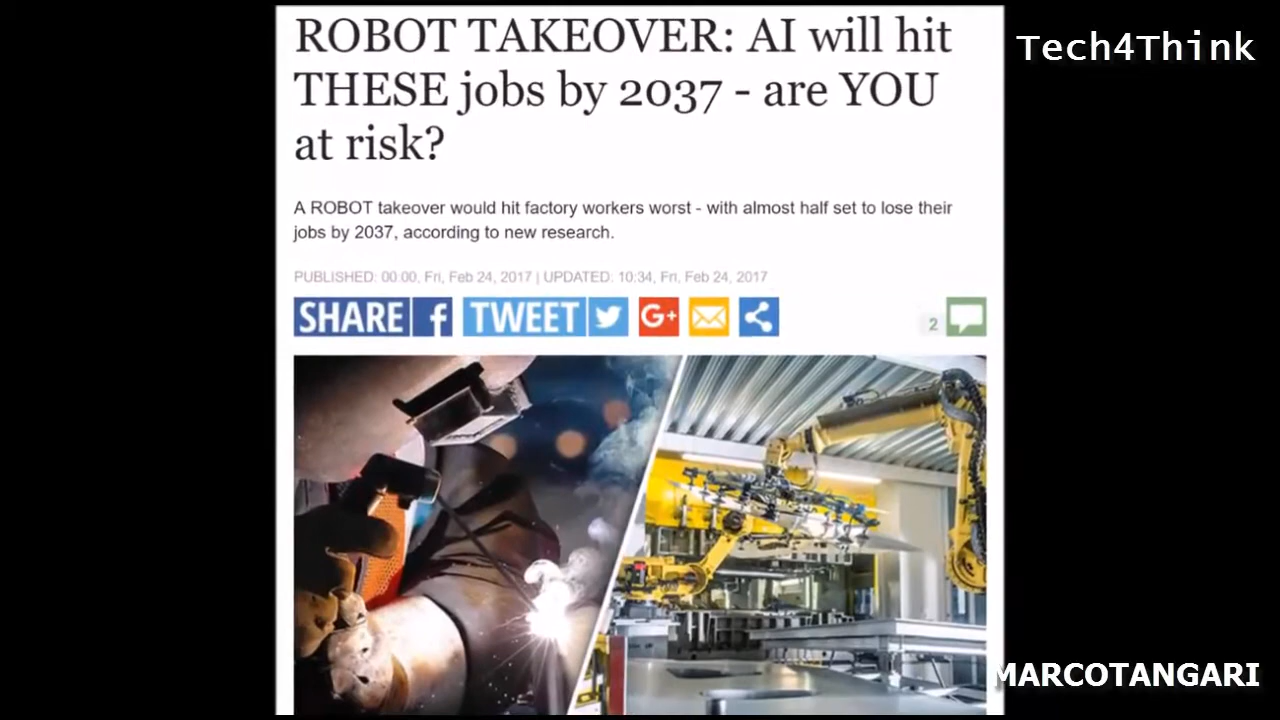 ROBOT TAKEOVER: AI will hit
THESE jobs by 2037 - are YOU
at risk?
Tech4Think
A ROBOT takeover would hit factory workers worst - with almost half set to lose their
jobs by 2037, according to new research.
PUBLISHED: 00:00, Fri, Feb 24, 2017 | UPDATED: 10:34, Fri, Feb 24, 2017
SHARE f TWEET G+ 2
MARCOTANGARI